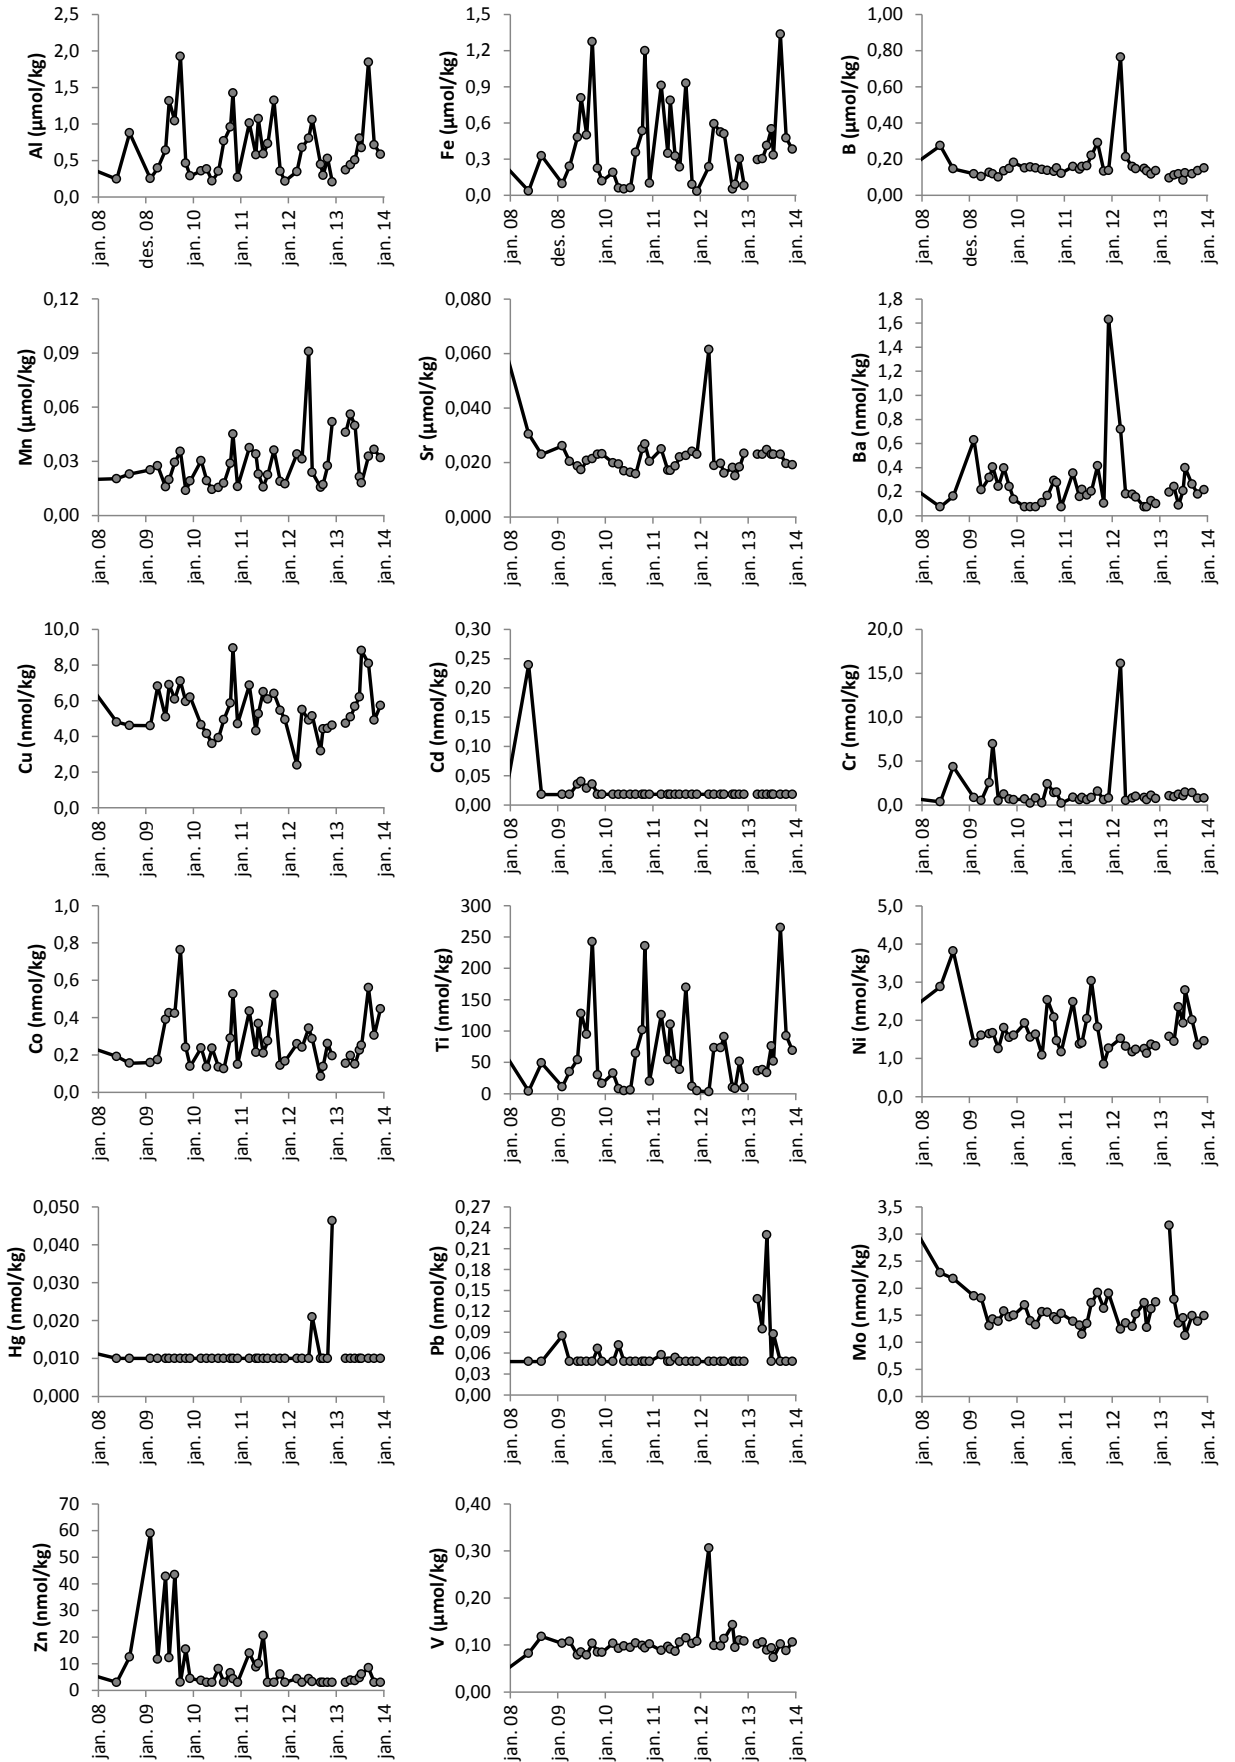 Al (μmol/kg)
2,5
2,0
1,5
1,0
0,5
0,0
jan. 08
des. 08
jan. 10
jan. 11
jan. 12
jan. 13
jan. 14
Fe (μmol/kg)
1,5
1,2
0,9
0,6
0,3
0,0
jan. 08
des. 08
jan. 10
jan. 11
jan. 12
jan. 13
jan. 14
B (μmol/kg)
1,00
0,80
0,60
0,40
0,20
0,00
jan. 08
des. 08
jan. 10
jan. 11
jan. 12
jan. 13
jan. 14
Mn (μmol/kg)
0,12
0,09
0,06
0,03
0,00
jan. 08
jan. 09
jan. 10
jan. 11
jan. 12
jan. 13
jan. 14
Sr (μmol/kg)
0,080
0,060
0,040
0,020
0,000
jan. 08
jan. 09
jan. 10
jan. 11
jan. 12
jan. 13
jan. 14
Ba (nmol/kg)
1,8
1,6
1,4
1,2
1,0
0,8
0,6
0,4
0,2
0,0
jan. 08
jan. 09
jan. 10
jan. 11
jan. 12
jan. 13
jan. 14
Cu (nmol/kg)
10,0
8,0
6,0
4,0
2,0
0,0
jan. 08
jan. 09
jan. 10
jan. 11
jan. 12
jan. 13
jan. 14
Cd (nmol/kg)
0,30
0,25
0,20
0,15
0,10
0,05
0,00
jan. 08
jan. 09
jan. 10
jan. 11
jan. 12
jan. 13
jan. 14
Cr (nmol/kg)
20,0
15,0
10,0
5,0
0,0
jan. 08
jan. 09
jan. 10
jan. 11
jan. 12
jan. 13
jan. 14
Co (nmol/kg)
1,0
0,8
0,6
0,4
0,2
0,0
jan. 08
jan. 09
jan. 10
jan. 11
jan. 12
jan. 13
jan. 14
Ti (nmol/kg)
300
250
200
150
100
50
0
jan. 08
jan. 09
jan. 10
jan. 11
jan. 12
jan. 13
jan. 14
Ni (nmol/kg)
5,0
4,0
3,0
2,0
1,0
0,0
jan. 08
jan. 09
jan. 10
jan. 11
jan. 12
jan. 13
jan. 14
Hg (nmol/kg)
0,050
0,040
0,030
0,020
0,010
0,000
jan. 08
jan. 09
jan. 10
jan. 11
jan. 12
jan. 13
jan. 14
Pb (nmol/kg)
0,27
0,24
0,21
0,18
0,15
0,12
0,09
0,06
0,03
0,00
jan. 08
jan. 09
jan. 10
jan. 11
jan. 12
jan. 13
jan. 14
Mo (nmol/kg)
3,5
3,0
2,5
2,0
1,5
1,0
0,5
0,0
jan. 08
jan. 09
jan. 10
jan. 11
jan. 12
jan. 13
jan. 14
Zn (nmol/kg)
70
60
50
40
30
20
10
0
jan. 08
jan. 09
jan. 10
jan. 11
jan. 12
jan. 13
jan. 14
V (μmol/kg)
0,40
0,30
0,20
0,10
0,00
jan. 08
jan. 09
jan. 10
jan. 11
jan. 12
jan. 13
jan. 14